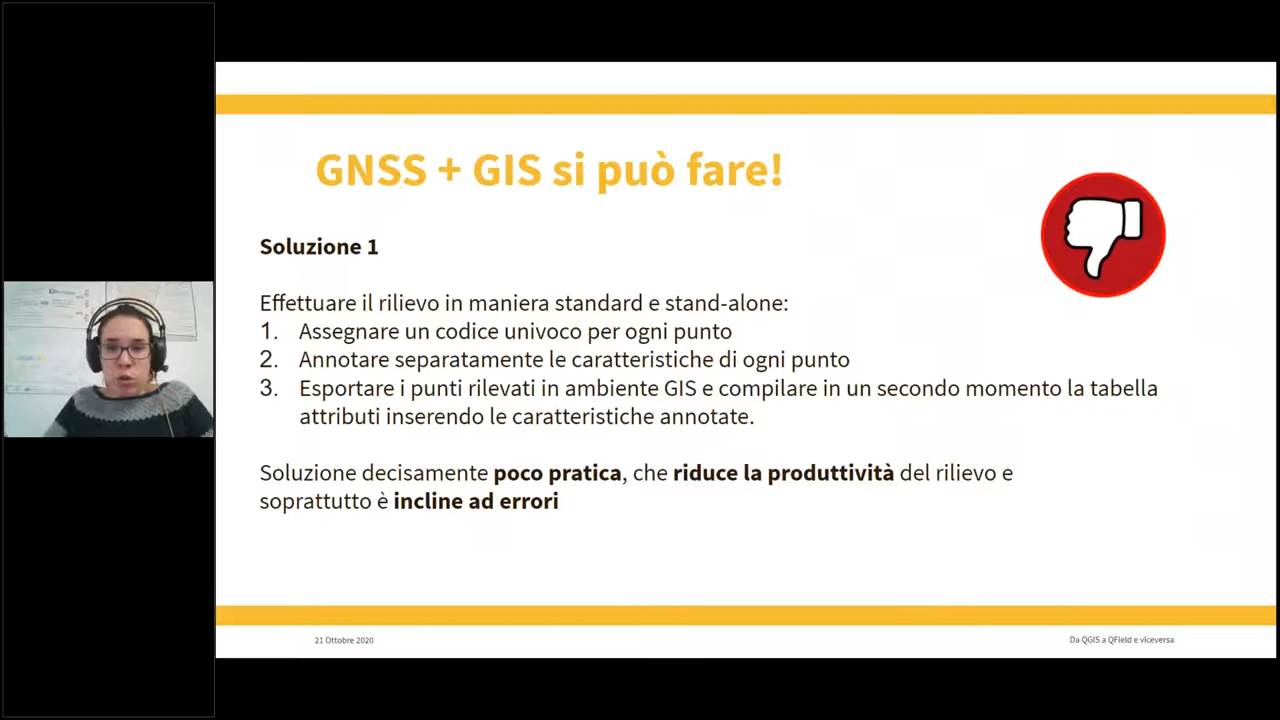 GNSS + GIS si può fare!
Soluzione 1
Effettuare il rilievo in maniera standard e stand-alone:
1. Assegnare un codice univoco per ogni punto
2. Annotare separatamente le caratteristiche di ogni punto
3. Esportare i punti rilevati in ambiente GIS e compilare in un secondo momento la tabella
attributi inserendo le caratteristiche annotate.
Soluzione decisamente poco pratica, che riduce la produttività del rilievo e
soprattutto è incline ad errori
21 Ottobre 2020
Da QGIS a QField e viceversa